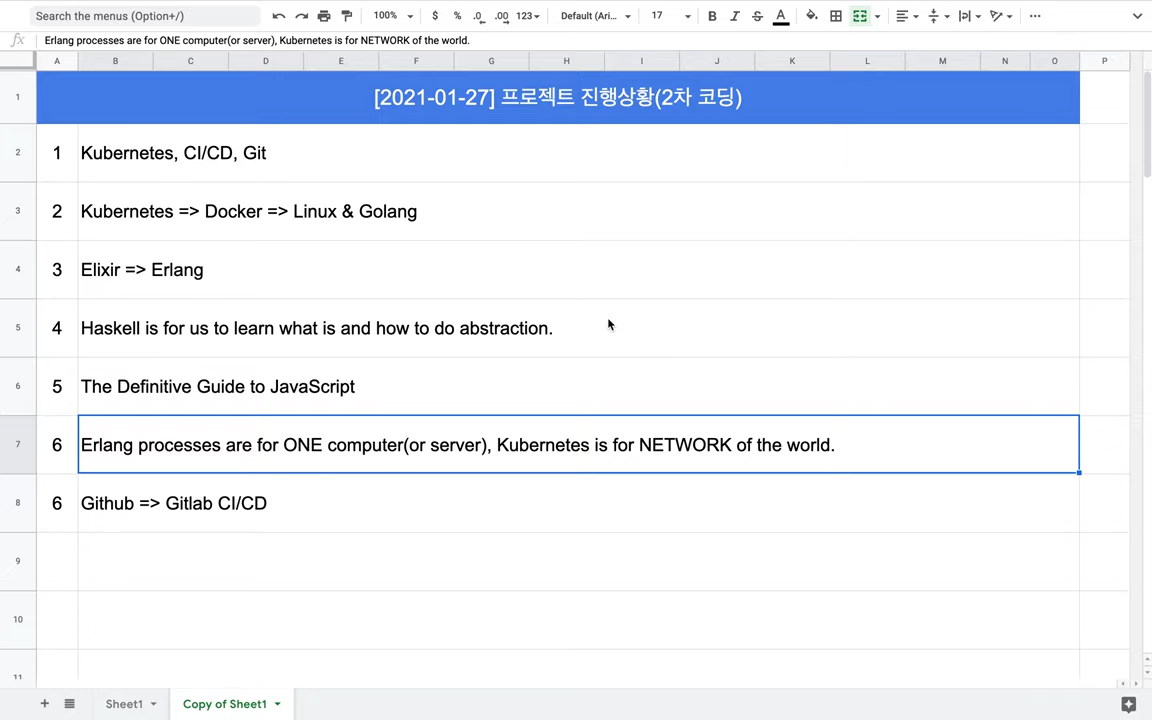 Search the menus (Option+/)
100%
$
%
.0
.00
123
Default (Ari...
17
B
I
S
A
fx
Erlang processes are for ONE computer(or server), Kubernetes is for NETWORK of the world.
A B C D E F G H I J K L M N O P
1 [2021-01-27] 프로젝트 진행상황(2차 코딩)
2 1 Kubernetes, CI/CD, Git
3 2 Kubernetes => Docker => Linux & Golang
4 3 Elixir => Erlang
5 4 Haskell is for us to learn what is and how to do abstraction.
6 5 The Definitive Guide to JavaScript
7 6 Erlang processes are for ONE computer(or server), Kubernetes is for NETWORK of the world.
8 6 Github => Gitlab CI/CD
9
10
11
Sheet1
Copy of Sheet1